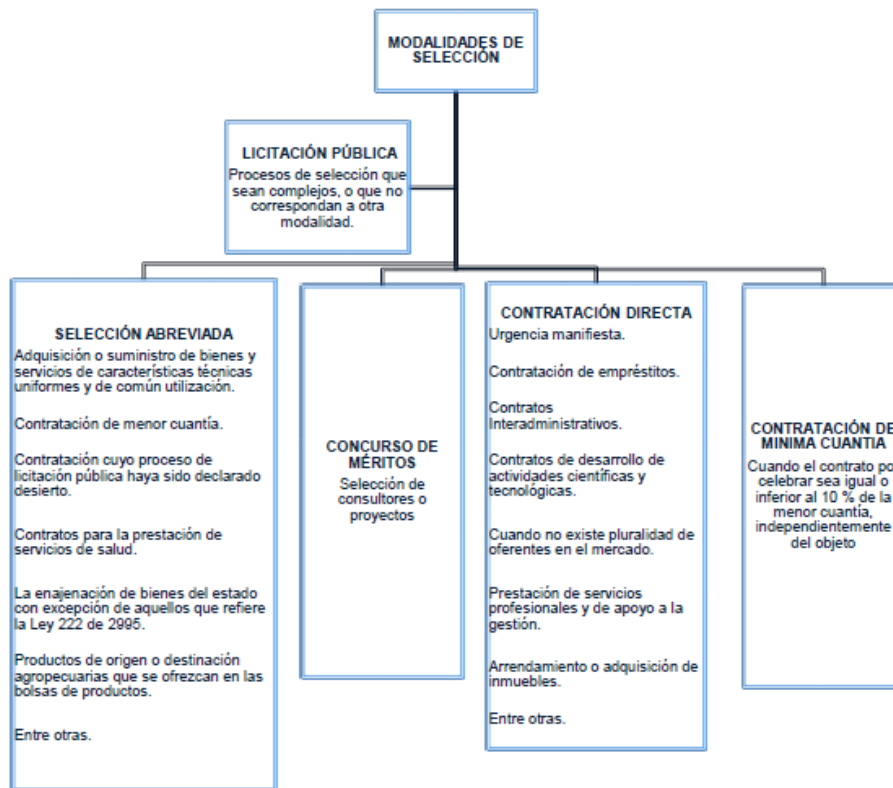 MODALIDADES DE
SELECCIÓN
LICITACIÓN PÚBLICA
Procesos de selección que
sean complejos, o que no
correspondan a otra
modalidad.
SELECCIÓN ABREVIADA
Adquisición o suministro de bienes y
servicios de características técnicas
uniformes y de común utilización.
Contratación de menor cuantía.
Contratación cuyo proceso de
licitación pública haya sido declarado
desierto.
Contratos para la prestación de
servicios de salud.
La enajenación de bienes del estado
con excepción de aquellos que refiere
la Ley 222 de 2995.
Productos de origen o destinación
agropecuarias que se ofrezcan en las
bolsas de productos.
Entre otras.
CONCURSO DE
MÉRITOS
Selección de
consultores o
proyectos
CONTRATACIÓN DIRECTA
Urgencia manifiesta.
Contratación de empréstitos.
Contratos
Interadministrativos.
Contratos de desarrollo de
actividades científicas y
tecnológicas.
Cuando no existe pluralidad de
oferentes en el mercado.
Prestación de servicios
profesionales y de apoyo a la
gestión.
Arrendamiento o adquisición de
inmuebles.
Entre otras.
CONTRATACIÓN DE
MINIMA CUANTIA
Cuando el contrato po
celebrar sea igual o
inferior al 10 % de la
menor cuantía,
independientemente
del objeto